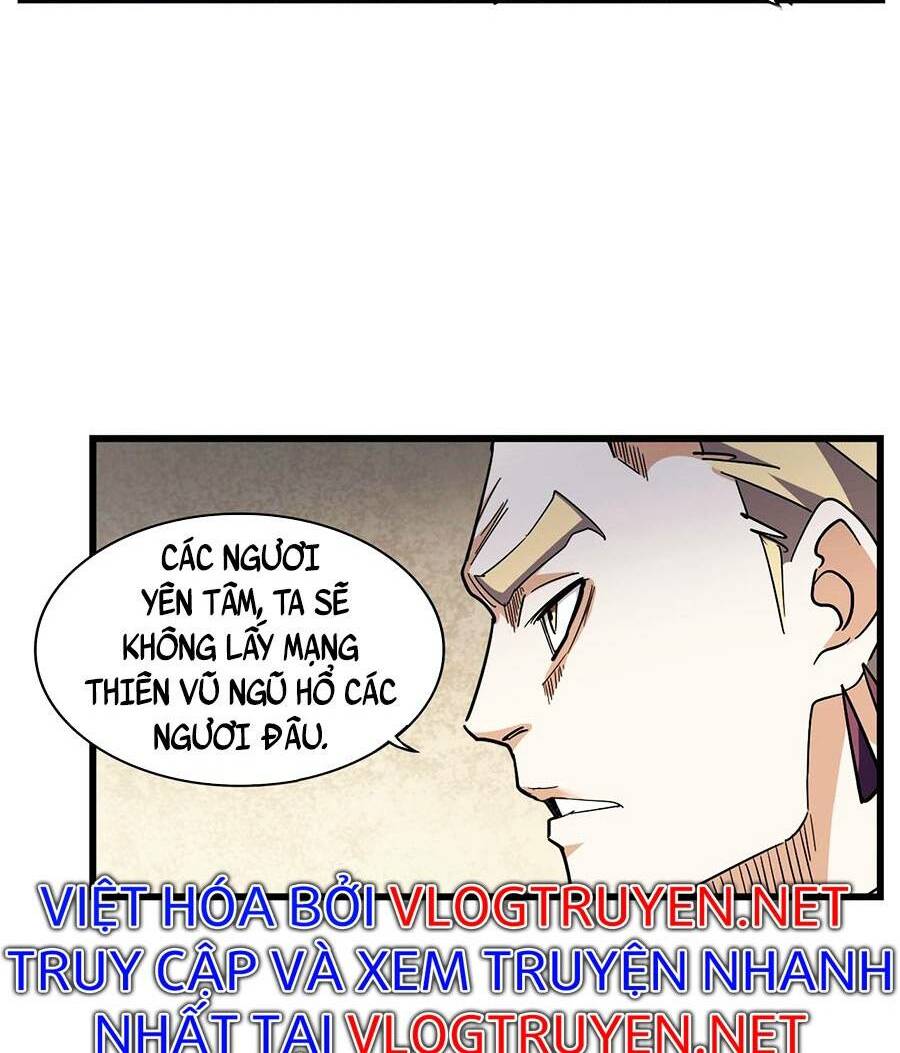 CÁC NGƯƠI
YÊN TÂM, TA SẼ
KHÔNG LẤY MẠNG
THIÊN VŨ NGŨ HỔ CÁC
NGƯƠI ĐÂU.
VIỆT HÓA BỞI VLOGTRUYEN.NET
TRUY CẬP VÀ XEM TRUYỆN NHANH
NHẤT TẠI VLOGTRUYEN.NET